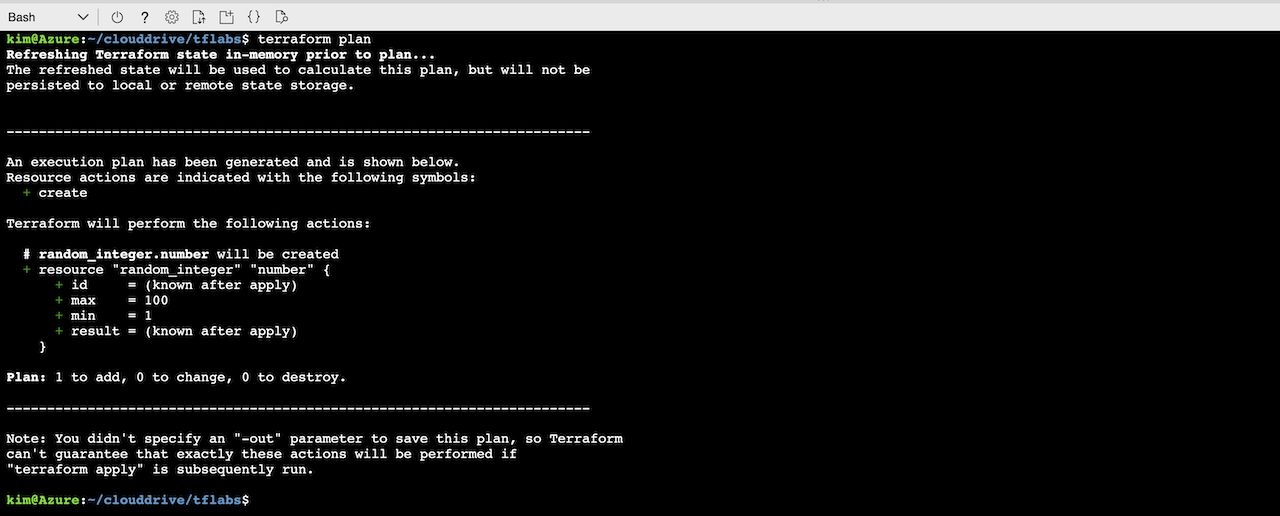 Bash
kim@Azure:~/clouddrive/tflabs$ terraform plan
Refreshing Terraform state in-memory prior to plan...
The refreshed state will be used to calculate this plan, but will not be
persisted to local or remote state storage.
------------------------------------------------------------------------
An execution plan has been generated and is shown below.
Resource actions are indicated with the following symbols:
  + create
Terraform will perform the following actions:
  # random_integer.number will be created
  + resource "random_integer" "number" {
      + id     = (known after apply)
      + max    = 100
      + min    = 1
      + result = (known after apply)
    }
Plan: 1 to add, 0 to change, 0 to destroy.
------------------------------------------------------------------------
Note: You didn't specify an "-out" parameter to save this plan, so Terraform
can't guarantee that exactly these actions will be performed if
"terraform apply" is subsequently run.
kim@Azure:~/clouddrive/tflabs$